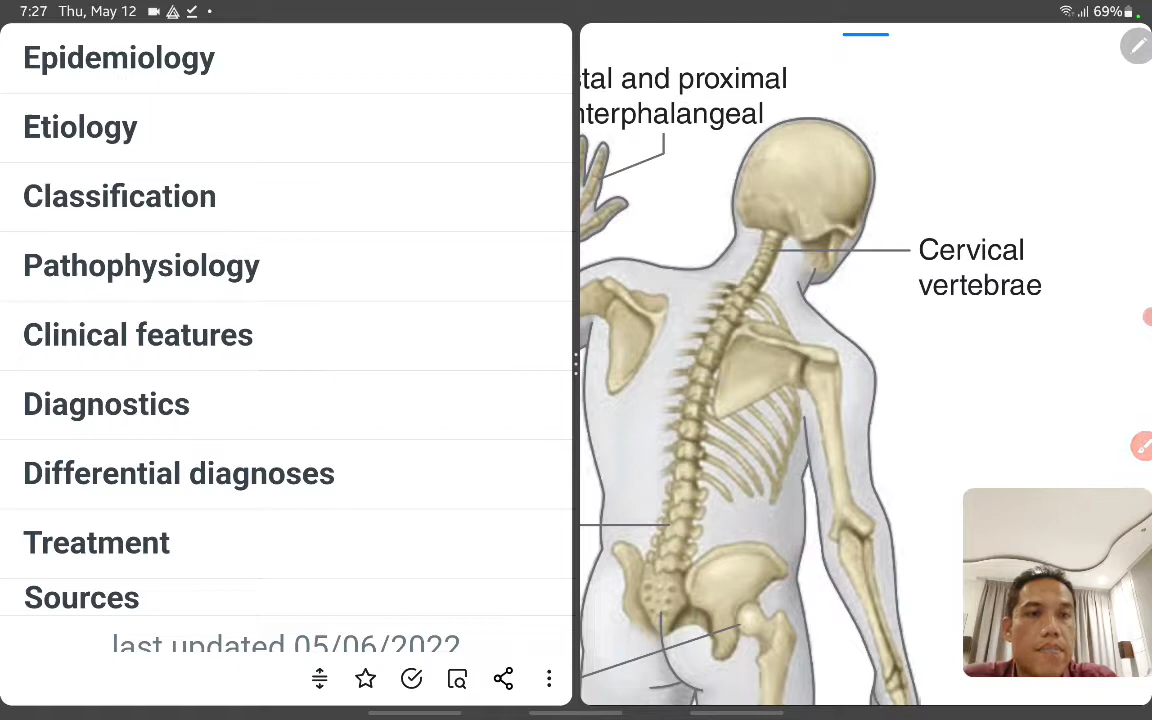 7:27 Thu, May 12
69%
Epidemiology
Etiology
Classification
Pathophysiology
Clinical features
Diagnostics
Differential diagnoses
Treatment
Sources
last updated 05/06/2022
tal and proximal
nterphalangeal
Cervical
vertebrae